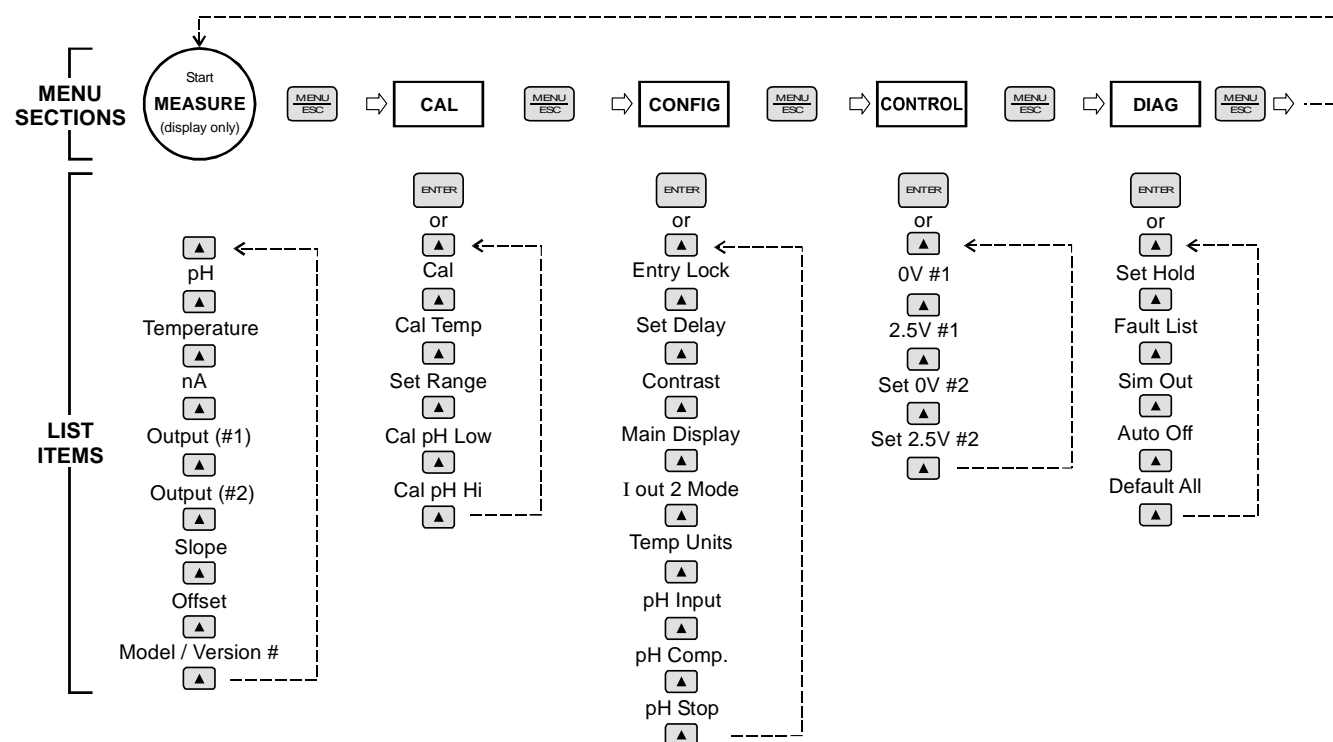 MENU
SECTIONS
Start
MEASURE
(display only)
MENU
ESC
CAL
MENU
ESC
CONFIG
MENU
ESC
CONTROL
MENU
ESC
DIAG
MENU
ESC
LIST
ITEMS
pH
Temperature
nA
Output (#1)
Output (#2)
Slope
Offset
Model / Version #
ENTER
or
Cal
Cal Temp
Set Range
Cal pH Low
Cal pH Hi
ENTER
or
Entry Lock
Set Delay
Contrast
Main Display
I out 2 Mode
Temp Units
pH Input
pH Comp.
pH Stop
ENTER
or
0V #1
2.5V #1
Set 0V #2
Set 2.5V #2
ENTER
or
Set Hold
Fault List
Sim Out
Auto Off
Default All